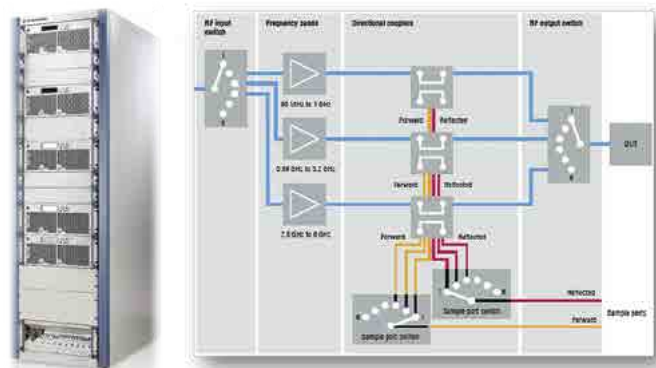 RF input
switch
Frequency bands
Directional couplers
RF output switch
Forward
Reflected
Forward
Reflected
DUT
Forward
Reflected
Sample port switch
Sample port switch
Reflected
Forward
Sample ports